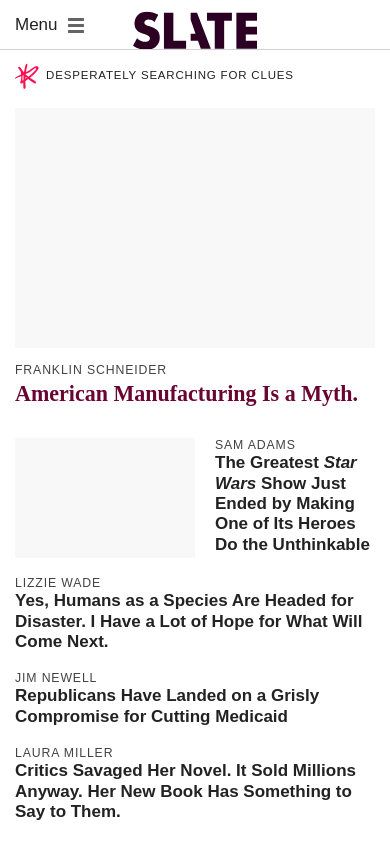 Menu
SLATE
DESPERATELY SEARCHING FOR CLUES
FRANKLIN SCHNEIDER
American Manufacturing Is a Myth.
SAM ADAMS
The Greatest Star
Wars Show Just
Ended by Making
One of Its Heroes
Do the Unthinkable
LIZZIE WADE
Yes, Humans as a Species Are Headed for
Disaster. I Have a Lot of Hope for What Will
Come Next.
JIM NEWELL
Republicans Have Landed on a Grisly
Compromise for Cutting Medicaid
LAURA MILLER
Critics Savaged Her Novel. It Sold Millions
Anyway. Her New Book Has Something to
Say to Them.